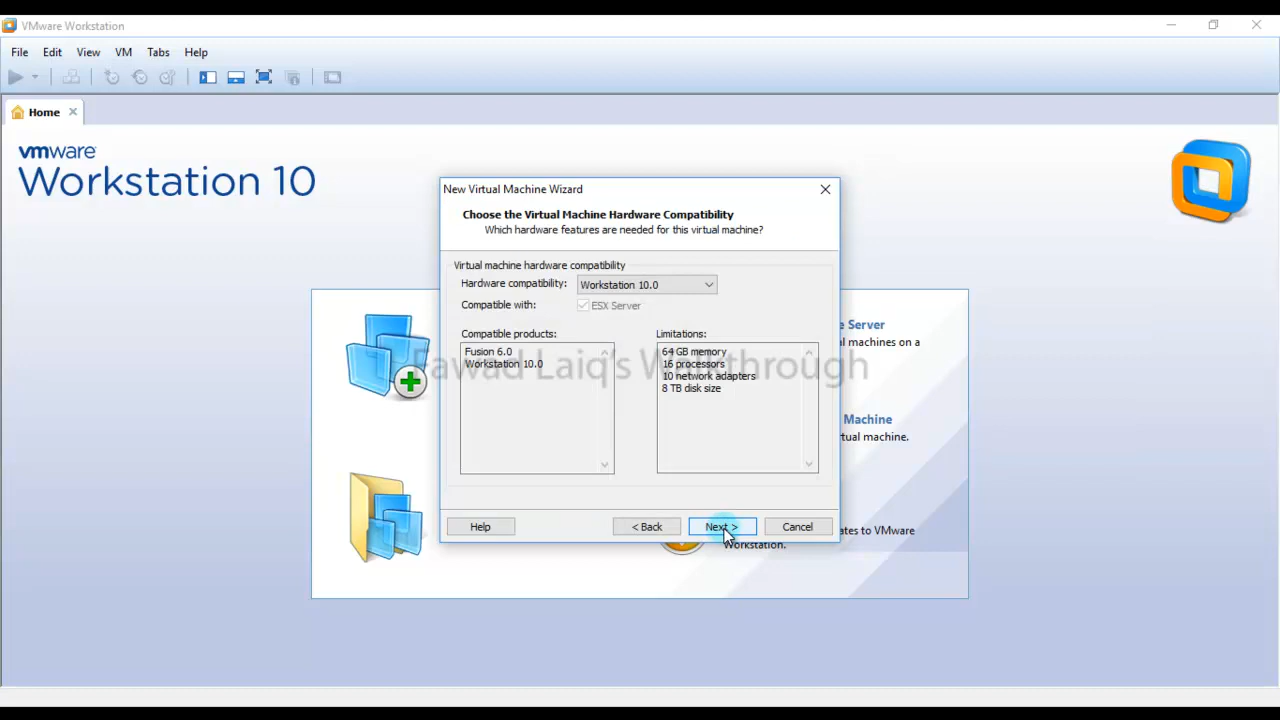 VMware Workstation
File Edit View VM Tabs Help
Home
vmware
Workstation 10
New Virtual Machine Wizard
Choose the Virtual Machine Hardware Compatibility
Which hardware features are needed for this virtual machine?
Virtual machine hardware compatibility
Hardware compatibility: Workstation 10.0
Compatible with: ESX Server
Compatible products:
Fusion 6.0
Workstation 10.0
Limitations:
64 GB memory
16 processors
10 network adapters
8 TB disk size
Fawad Laiq's Walkthrough
Help < Back Next > Cancel
e Server
al machines on a
Machine
rtual machine.
ates to VMware
Workstation.